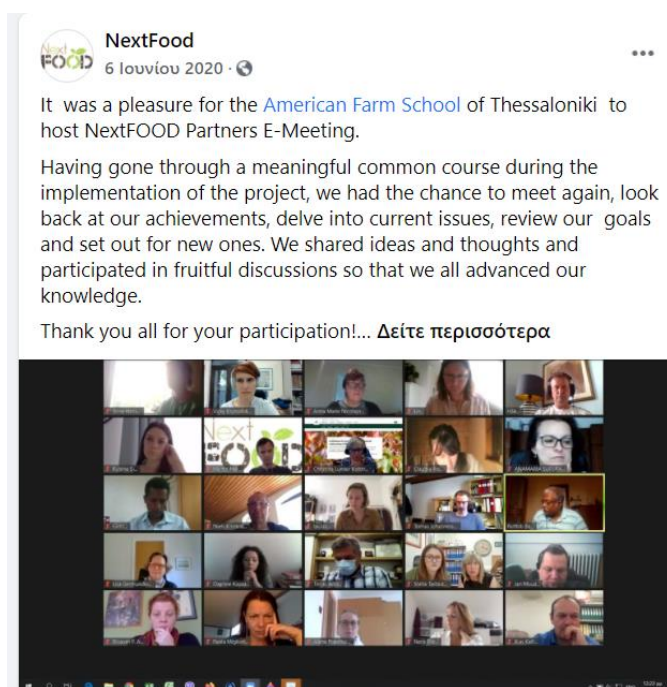 NextFood
6 Ιουνίου 2020
It was a pleasure for the American Farm School of Thessaloniki to
host NextFOOD Partners E-Meeting.
Having gone through a meaningful common course during the
implementation of the project, we had the chance to meet again, look
back at our achievements, delve into current issues, review our goals
and set out for new ones. We shared ideas and thoughts and
participated in fruitful discussions so that we all advanced our
knowledge.
Thank you all for your participation!... Δείτε περισσότερα
Next
FOOD